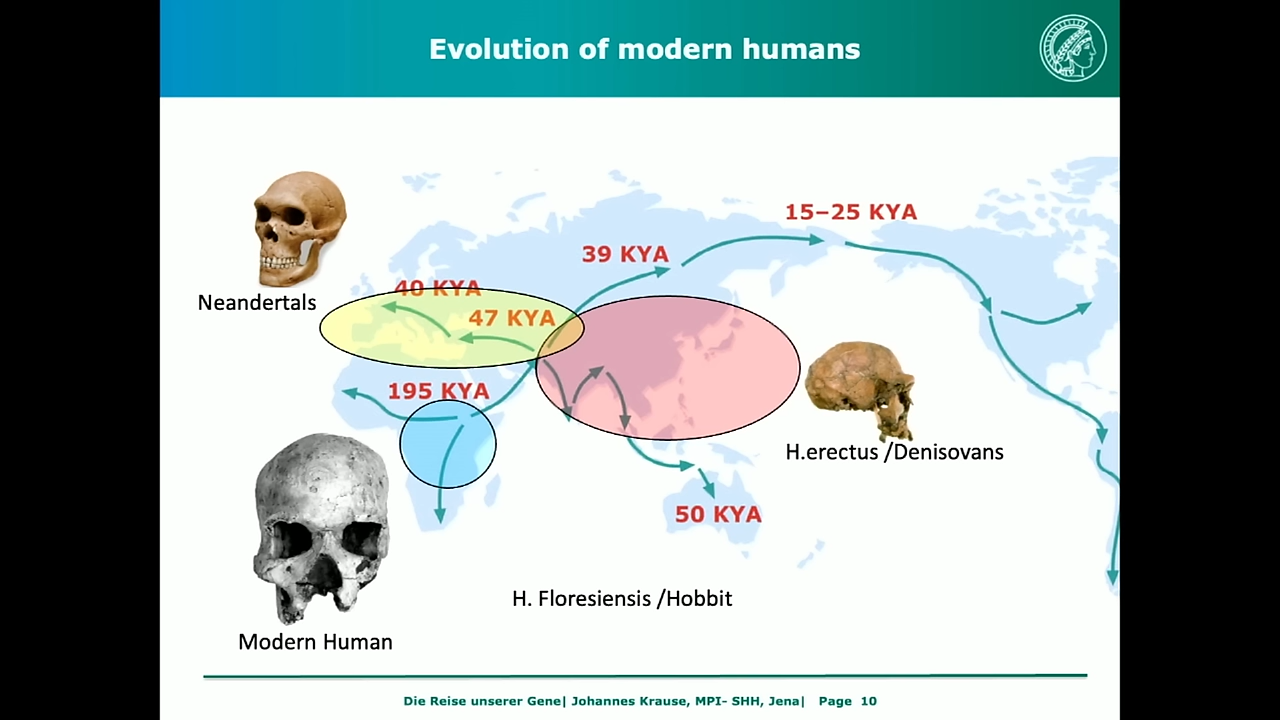 Evolution of modern humans
15–25 KYA
39 KYA
Neandertals
40 KYA
47 KYA
195 KYA
H.erectus /Denisovans
50 KYA
H. Floresiensis /Hobbit
Modern Human
Die Reise unserer Gene| Johannes Krause, MPI- SHH, Jena| Page 10